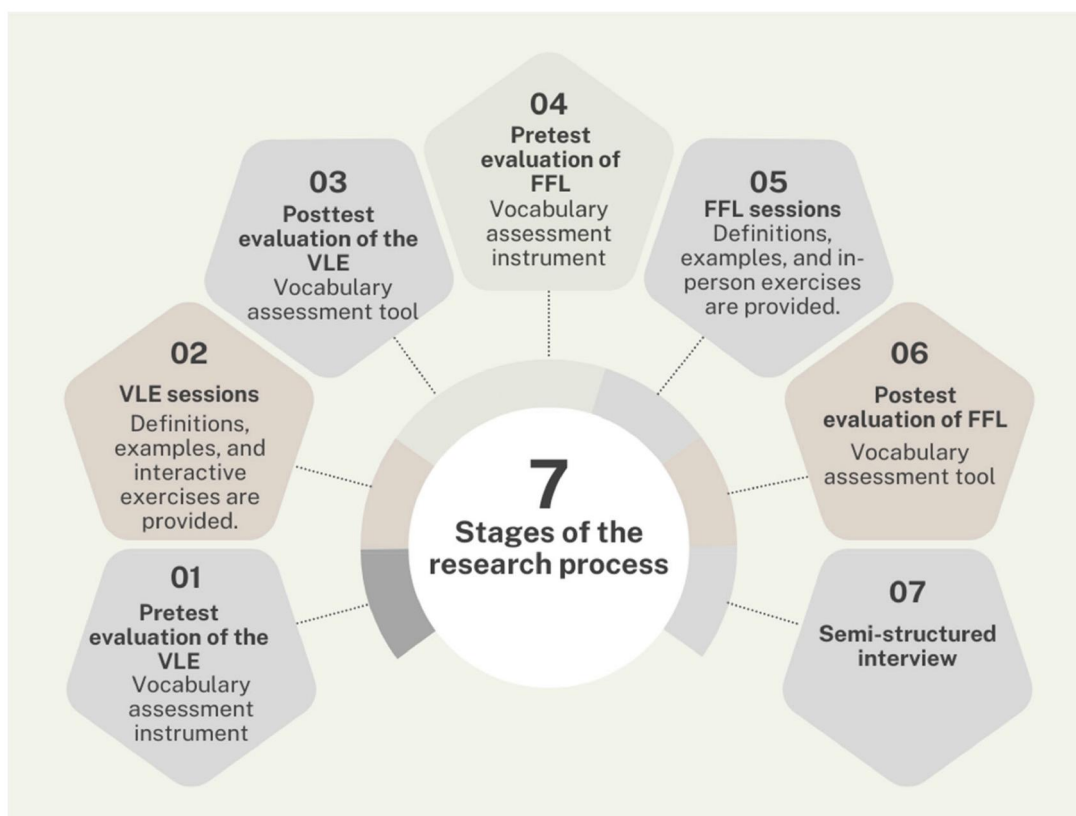 7
Stages of the
research process
01
Pretest
evaluation of the
VLE
Vocabulary
assessment
instrument
02
VLE sessions
Definitions,
examples, and
interactive
exercises are
provided.
03
Posttest
evaluation of the
VLE
Vocabulary
assessment tool
04
Pretest
evaluation of
FFL
Vocabulary
assessment
instrument
05
FFL sessions
Definitions,
examples, and in-
person exercises
are provided.
06
Postest
evaluation of FFL
Vocabulary
assessment tool
07
Semi-structured
interview